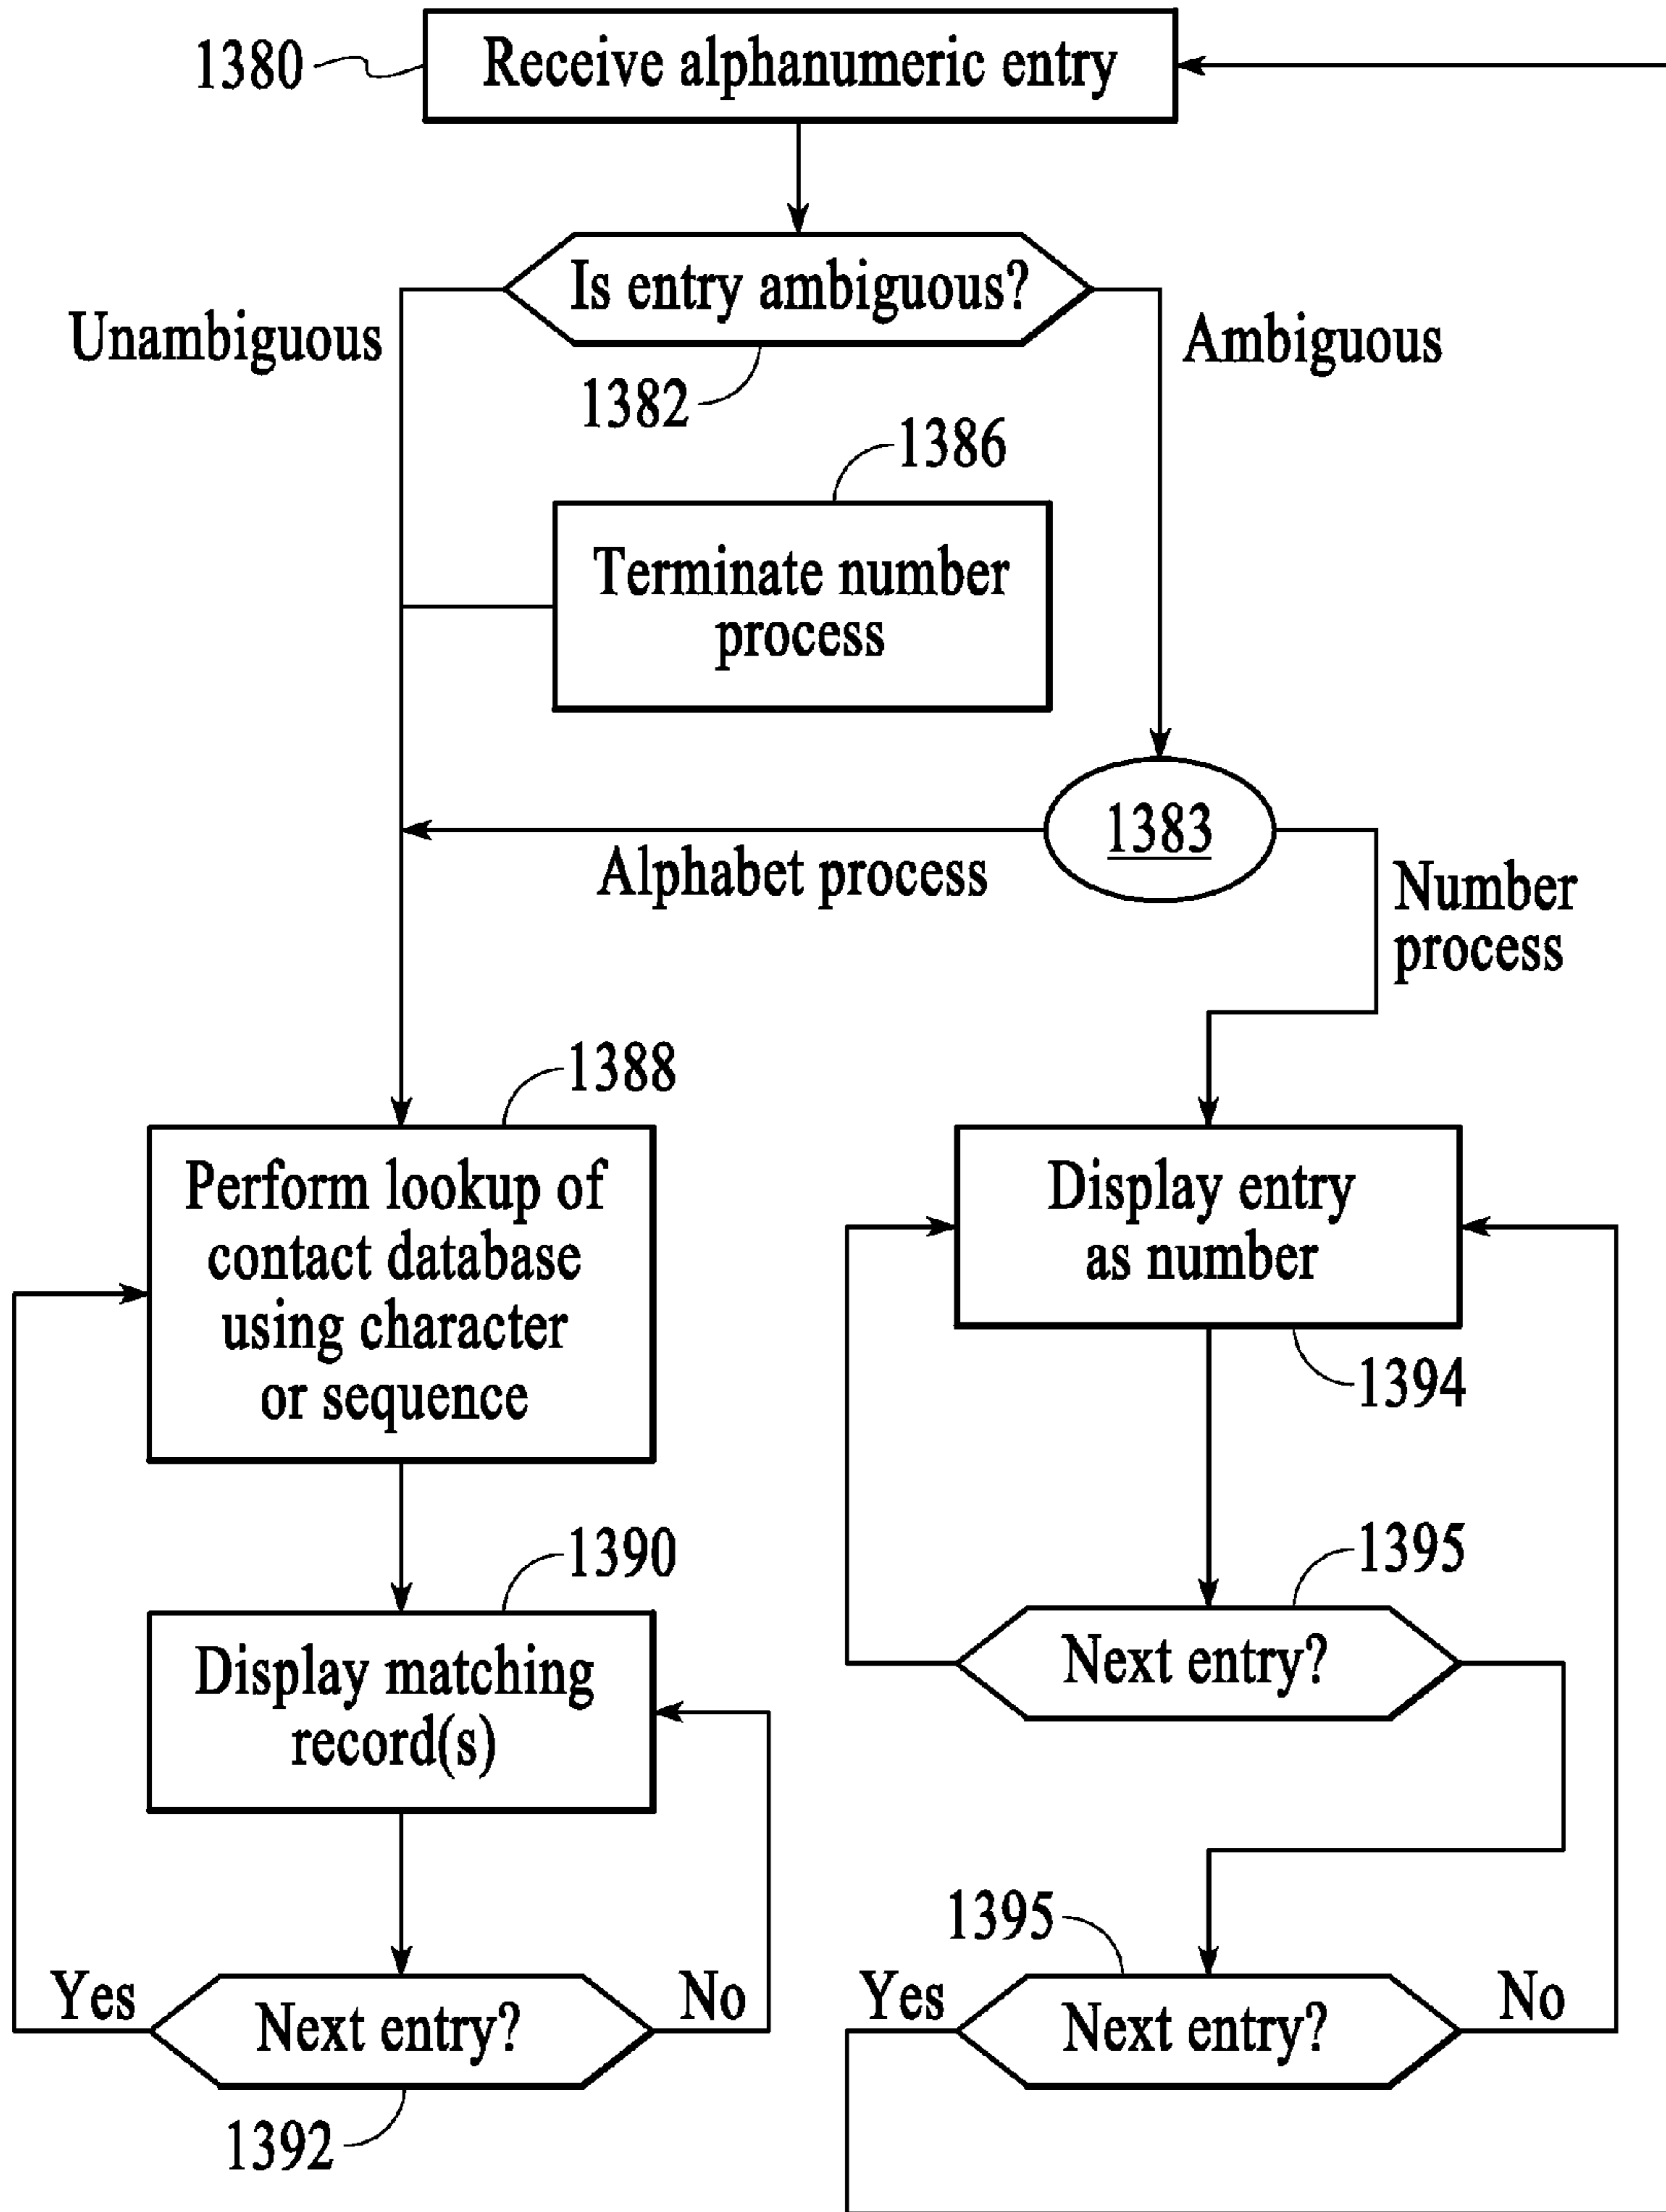 1380
Receive alphanumeric entry
Is entry ambiguous?
Unambiguous
Ambiguous
1382
1386
Terminate number
process
1383
Alphabet process
Number
process
1388
Perform lookup of
contact database
using character
or sequence
Display entry
as number
1394
1390
Display matching
record(s)
1395
Next entry?
1395
Yes
Next entry?
No
1392
Yes
Next entry?
No